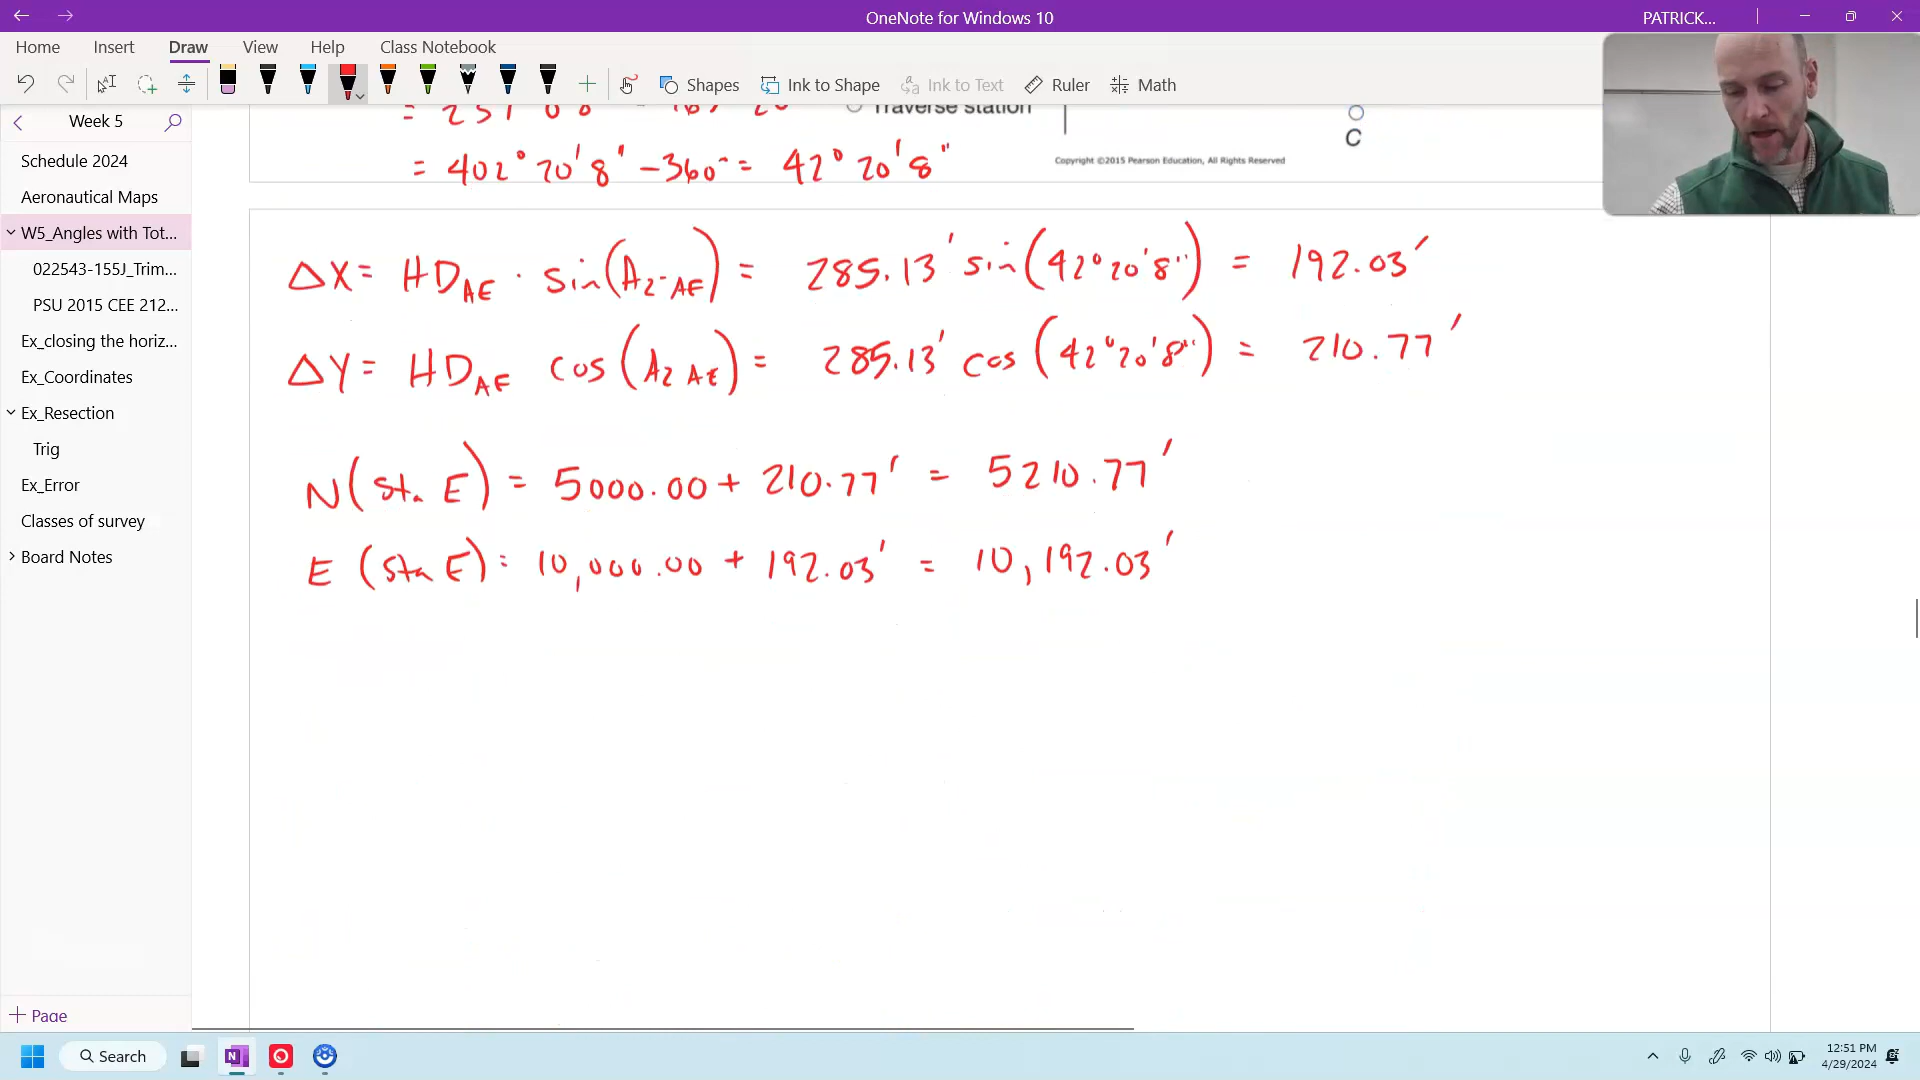 OneNote for Windows 10
PATRICK...
Home Insert Draw View Help Class Notebook
Shapes Ink to Shape Ink to Text Ruler Math
Week 5
Schedule 2024
Aeronautical Maps
W5_Angles with Tot...
022543-155J_Trim...
PSU 2015 CEE 212...
Ex_closing the horiz...
Ex_Coordinates
Ex_Resection
Trig
Ex_Error
Classes of survey
Board Notes
Page
Traverse station
C
= 402° 20' 8" - 360° = 42° 20' 8"
Copyright ©2015 Pearson Education, All Rights Reserved
ΔX = HD_AE · sin(Az-AE) = 285.13' sin(42°20'8") = 192.03'
ΔY = HD_AE cos(Az AE) = 285.13' cos(42°20'8") = 210.77'
N(Sta E) = 5000.00 + 210.77' = 5210.77'
E (Sta E) = 10,000.00 + 192.03' = 10,192.03'
Search
12:51 PM
4/29/2024